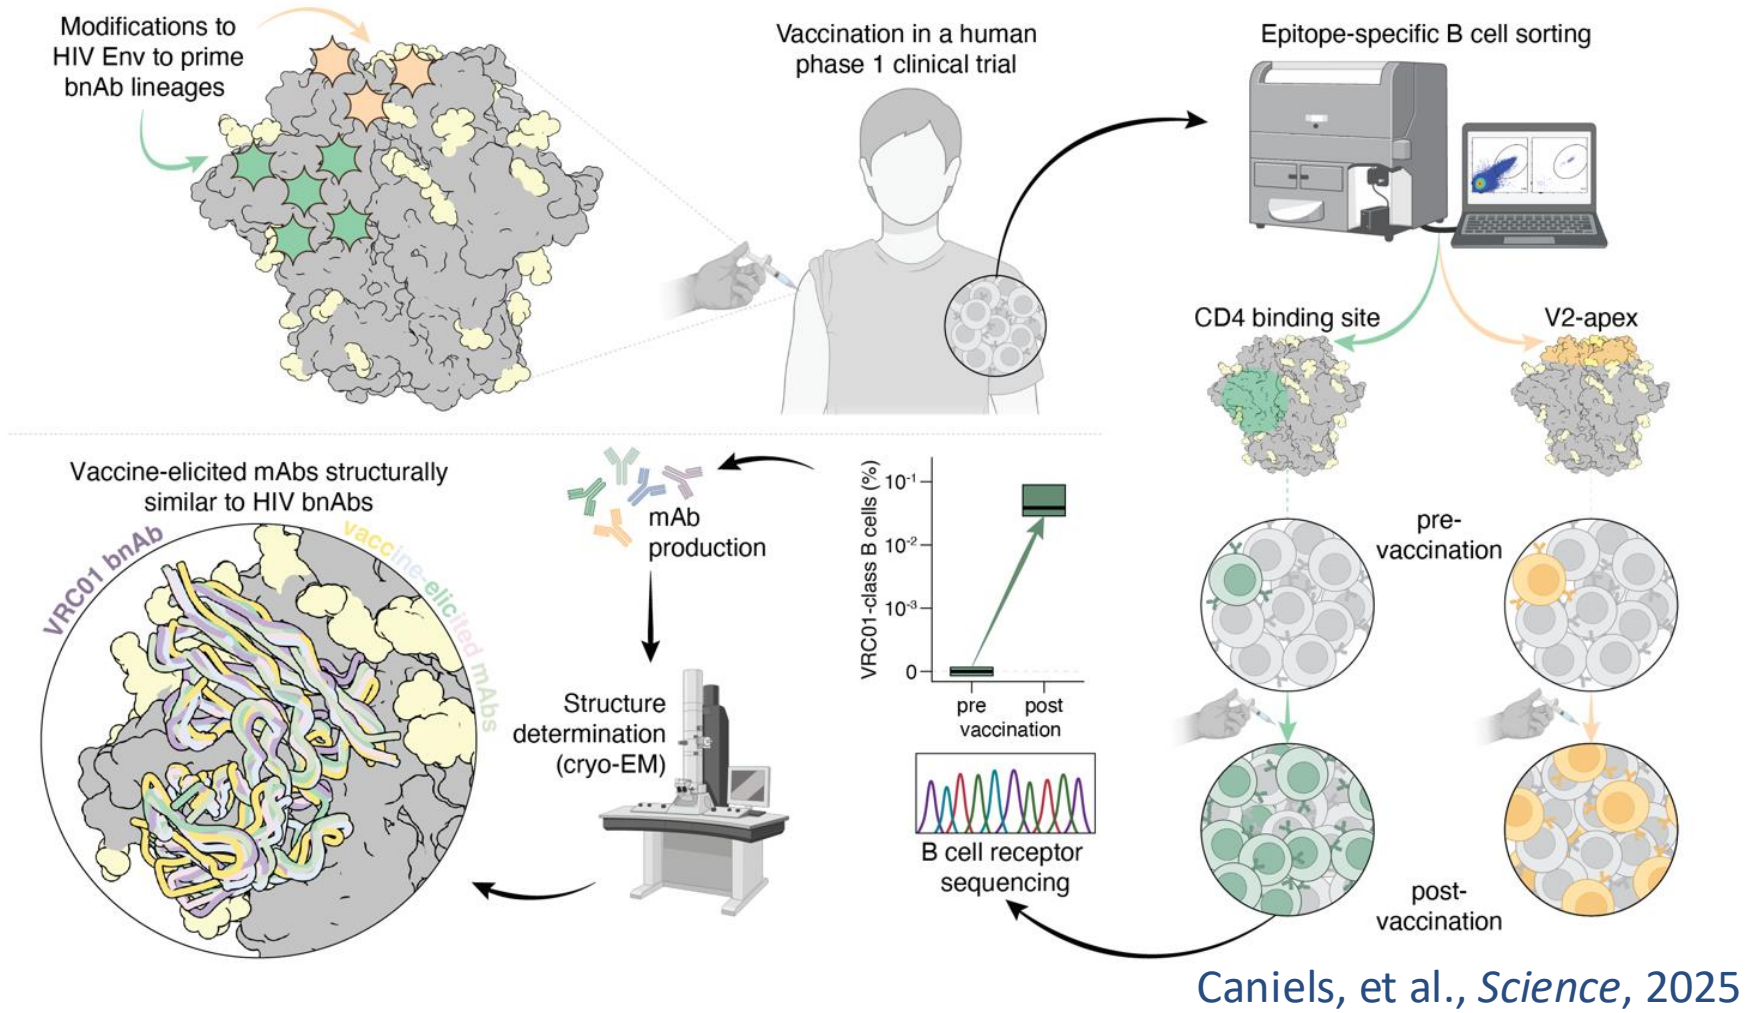 Modifications to
HIV Env to prime
bnAb lineages
Vaccination in a human
phase 1 clinical trial
Epitope-specific B cell sorting
CD4 binding site
V2-apex
pre-
vaccination
post-
vaccination
VRC01-class B cells (%)
10-1
10-2
10-3
0
pre
post
vaccination
B cell receptor
sequencing
mAb
production
Structure
determination
(cryo-EM)
Vaccine-elicited mAbs structurally
similar to HIV bnAbs
VRC01 bnAb
vaccine-elicited mAbs
Caniels, et al., Science, 2025